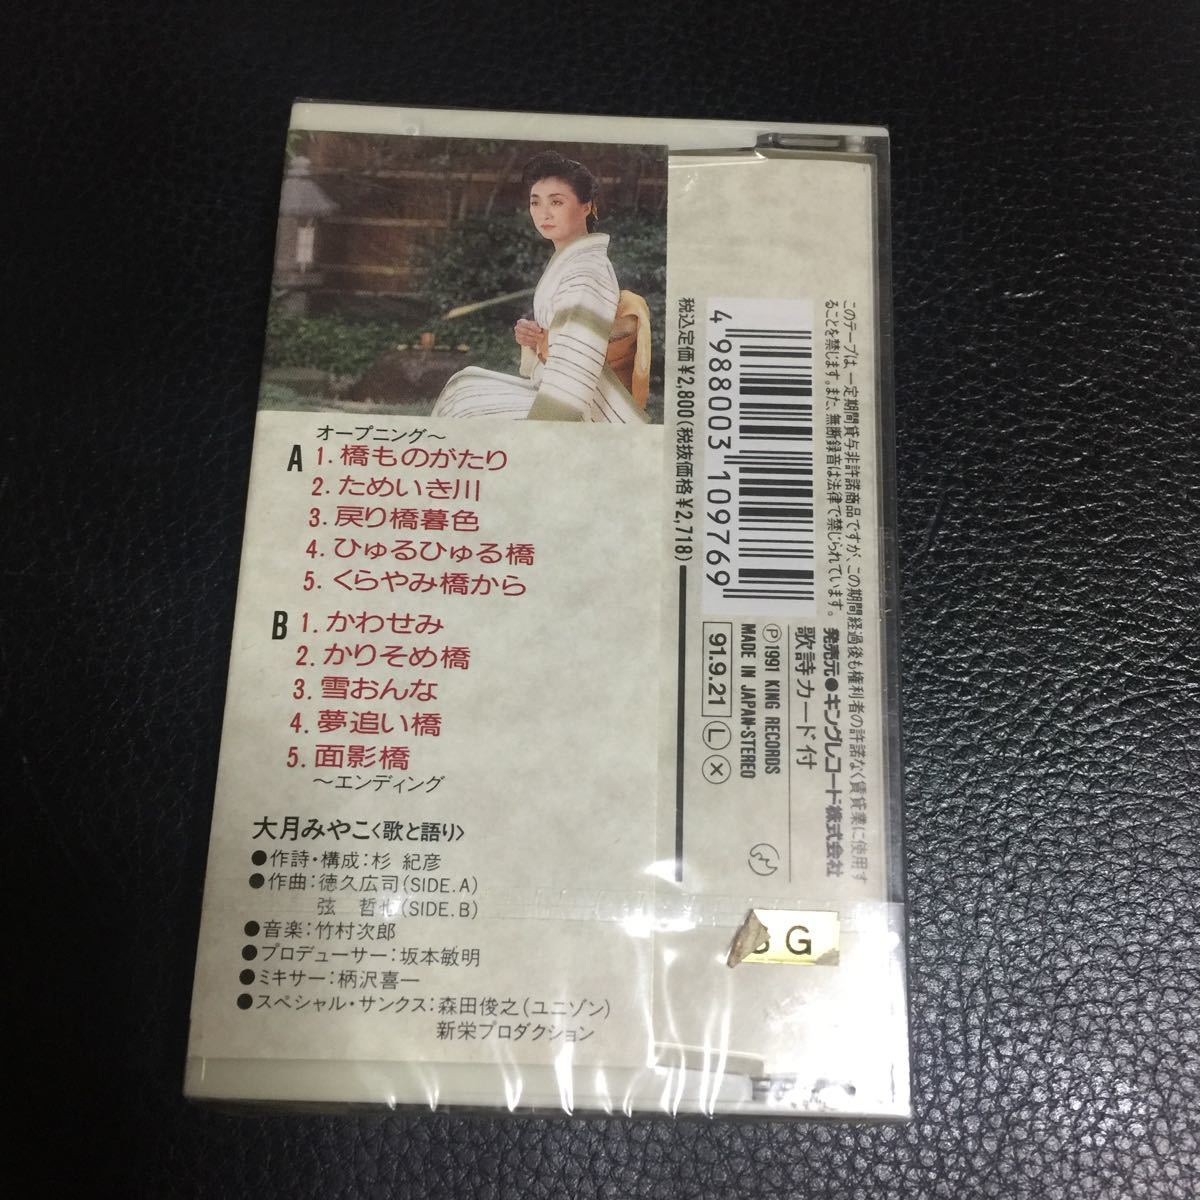 オープニング～
A 1. 橋ものがたり
2. ためいき川
3. 戻り橋暮色
4. ひゅるひゅる橋
5. くらやみ橋から
B 1. かわせみ
2. かりそめ橋
3. 雪おんな
4. 夢追い橋
5. 面影橋
～エンディング
大月みやこ〈歌と語り〉
●作詩・構成：杉 紀彦
●作曲：徳久広司(SIDE.A)
弦 哲也(SIDE.B)
●音楽：竹村次郎
●プロデューサー：坂本敏明
●ミキサー：柄沢喜一
●スペシャル・サンクス：森田俊之(ユニゾン)
新栄プロダクション
このテープは、一定期間貸与非許諾商品ですが、この期間経過後も権利者の許諾なく賃貸業に使用す
ることを禁じます。また、無断録音は法律で禁じられています。
発売元●キングレコード株式会社
4 988003 109769
歌詩カード付
Ⓟ1991 KING RECORDS
MADE IN JAPAN-STEREO
91.9.21 Ⓛ Ⓧ
税込定価¥2,800(税抜価格¥2,718)
G